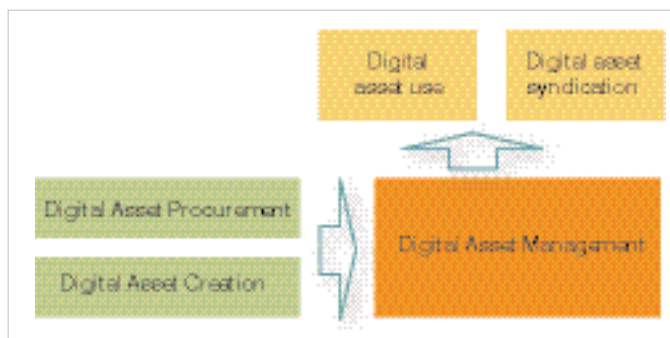 Digital
asset use
Digital asset
syndication
Digital Asset Procurement
Digital Asset Creation
Digital Asset Management